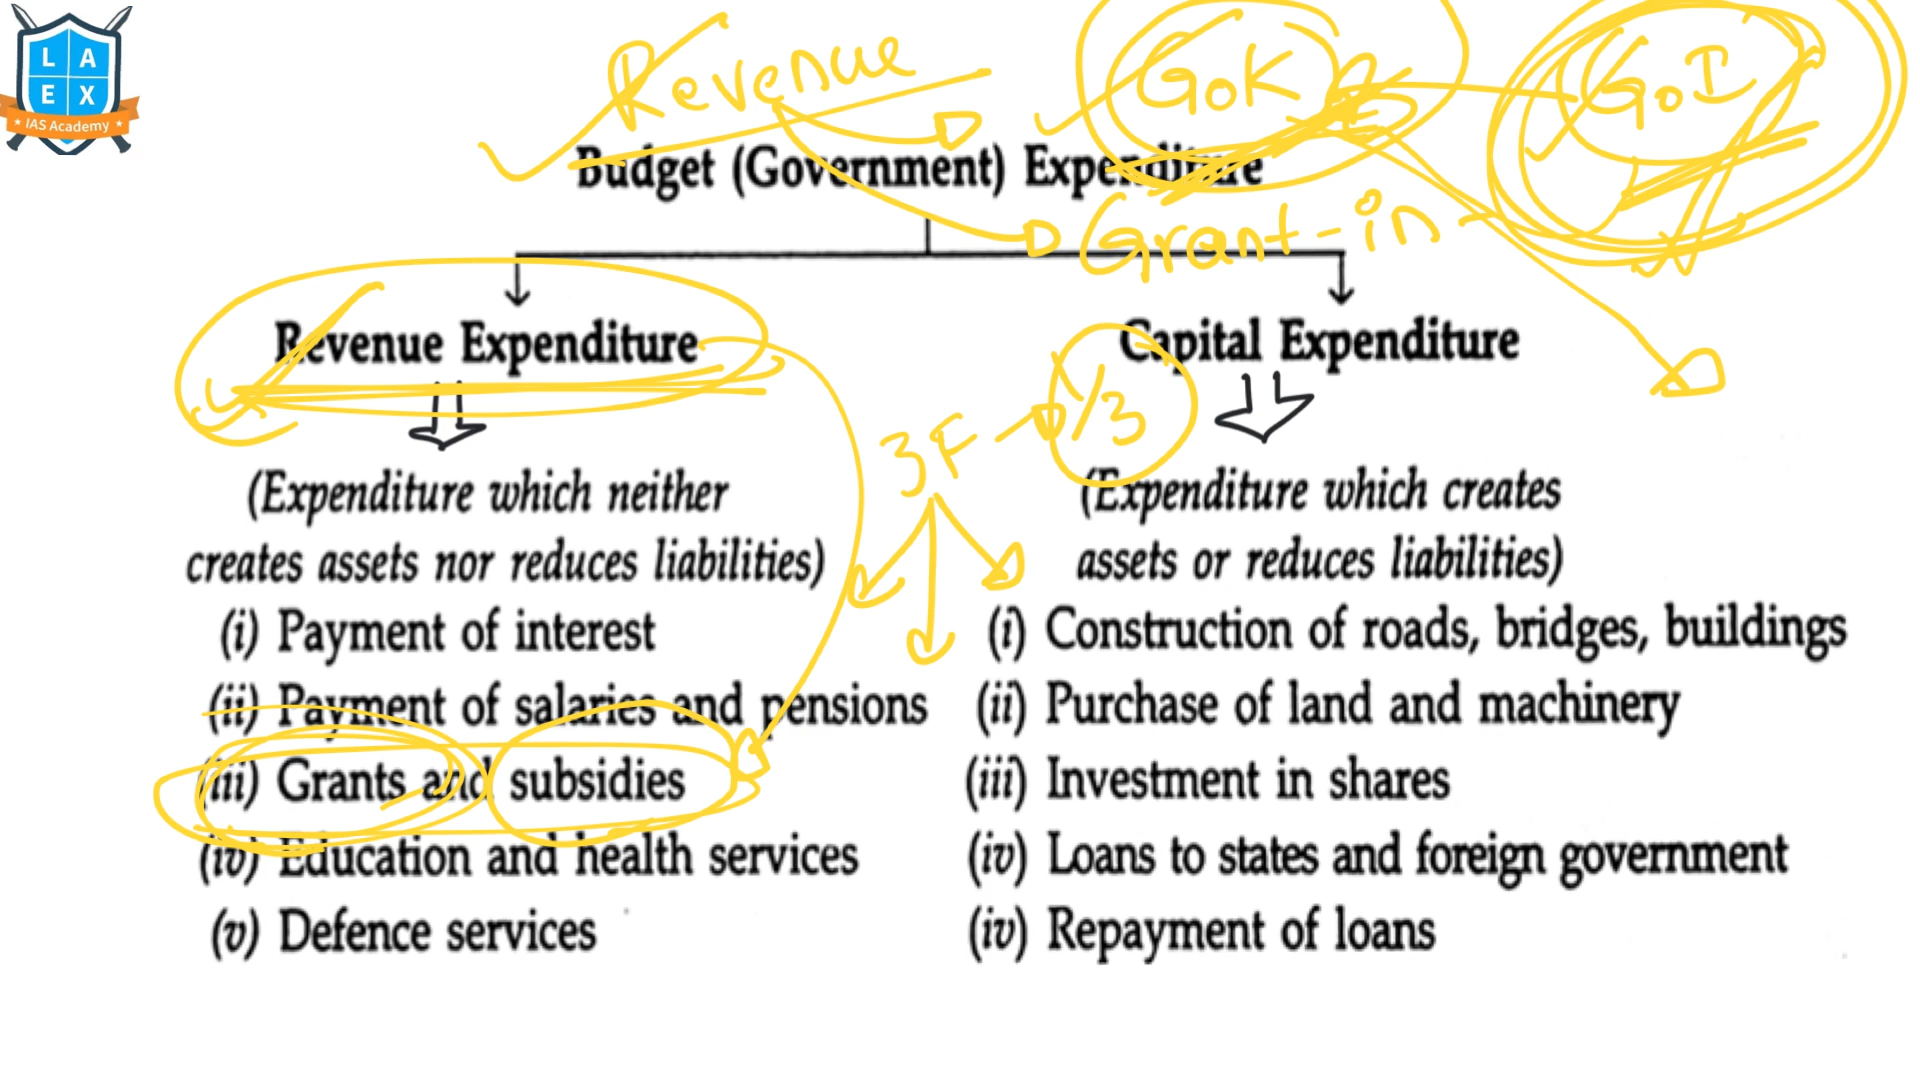 L A
E X
IAS Academy
Revenue
GoK
GoI
Budget (Government) Expenditure
Grant-in-
Revenue Expenditure
Capital Expenditure
3F
1/3
(Expenditure which neither
creates assets nor reduces liabilities)
(i) Payment of interest
(ii) Payment of salaries and pensions
(iii) Grants and subsidies
(iv) Education and health services
(v) Defence services
(Expenditure which creates
assets or reduces liabilities)
(i) Construction of roads, bridges, buildings
(ii) Purchase of land and machinery
(iii) Investment in shares
(iv) Loans to states and foreign government
(iv) Repayment of loans